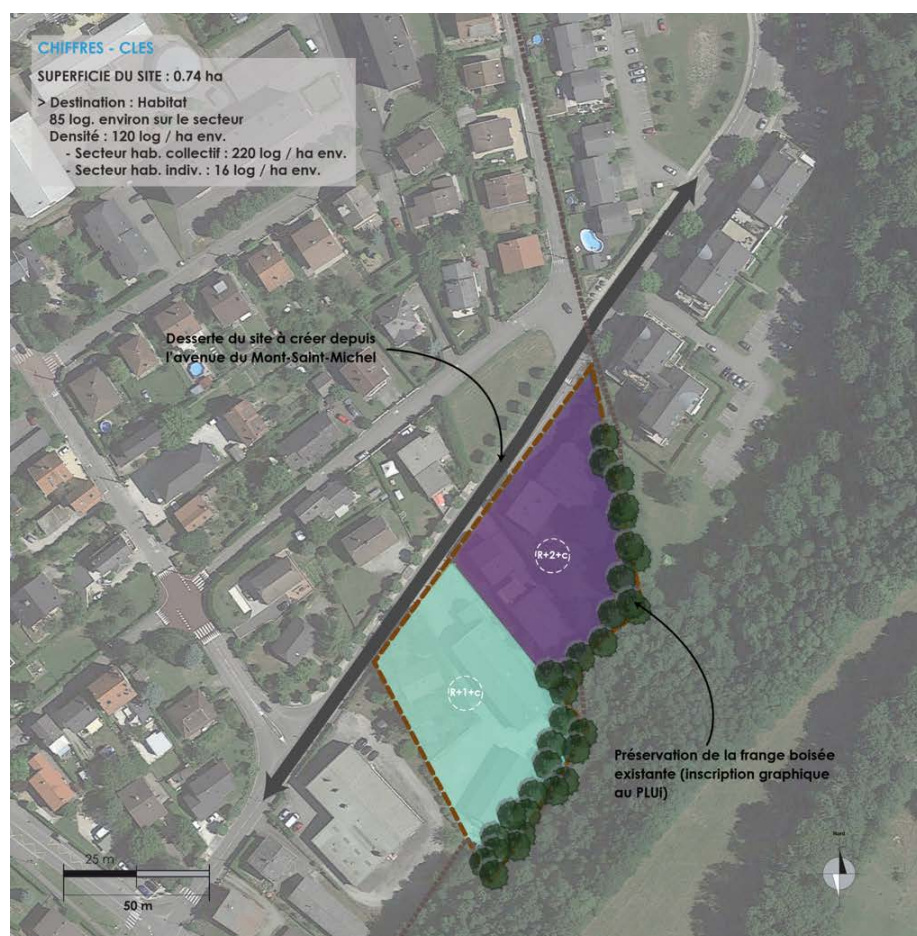 CHIFFRES - CLES
SUPERFICIE DU SITE : 0.74 ha
> Destination : Habitat
85 log. environ sur le secteur
Densité : 120 log / ha env.
- Secteur hab. collectif : 220 log / ha env.
- Secteur hab. indiv. : 16 log / ha env.
Desserte du site à créer depuis
l'avenue du Mont-Saint-Michel
R+2+c
R+1+c
Préservation de la frange boisée
existante (inscription graphique
au PLUi)
25 m
50 m
Nord